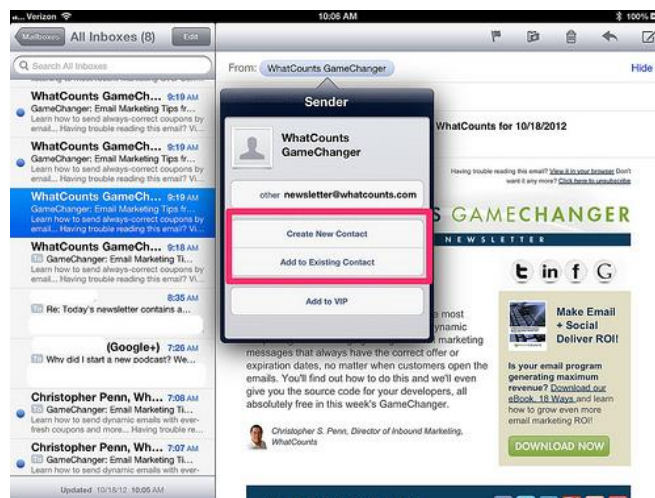 Verizon
10:06 AM
100%
Mailboxes
All Inboxes (8)
Edit
Search All Inboxes
WhatCounts GameCh... 9:19 AM
GameChanger: Email Marketing Tips fr...
Learn how to send always-correct coupons by
email... Having trouble reading this email? Vi...
WhatCounts GameCh... 9:19 AM
GameChanger: Email Marketing Tips fr...
Learn how to send always-correct coupons by
email... Having trouble reading this email? Vi...
WhatCounts GameCh... 9:19 AM
GameChanger: Email Marketing Tips fr...
Learn how to send always-correct coupons by
email... Having trouble reading this email? Vi...
WhatCounts GameCh... 9:18 AM
To GameChanger: Email Marketing Ti...
Learn how to send always-correct coupons by
email... Having trouble reading this email? Vi...
8:35 AM
To Re: Today's newsletter contains a...
(Google+) 7:26 AM
To Why did I start a new podcast? We...
Christopher Penn, Wh... 7:08 AM
To GameChanger: Email Marketing Ti...
Learn how to send dynamic emails with ever-
fresh coupons and more... Having trouble re...
Christopher Penn, Wh... 7:07 AM
To GameChanger: Email Marketing Ti...
Learn how to send dynamic emails with ever-
Updated 10/18/12 10:05 AM
From: WhatCounts GameChanger
Hide
Sender
WhatCounts
GameChanger
other newsletter@whatcounts.com
Create New Contact
Add to Existing Contact
Add to VIP
WhatCounts for 10/18/2012
Having trouble reading this email? View it in your browser Don't
want it any more? Click here to unsubscribe
S GAMECHANGER
NEWSLETTER
t in f G
e most
ynamic
marketing
messages that always have the correct offer or
expiration dates, no matter when customers open the
emails. You'll find out how to do this and we'll even
give you the source code for your developers, all
absolutely free in this week's GameChanger.
Christopher S. Penn, Director of Inbound Marketing,
WhatCounts
Make Email
+ Social
Deliver ROI!
Is your email program
generating maximum
revenue? Download our
eBook, 18 Ways and learn
how to grow even more
email marketing ROI!
DOWNLOAD NOW